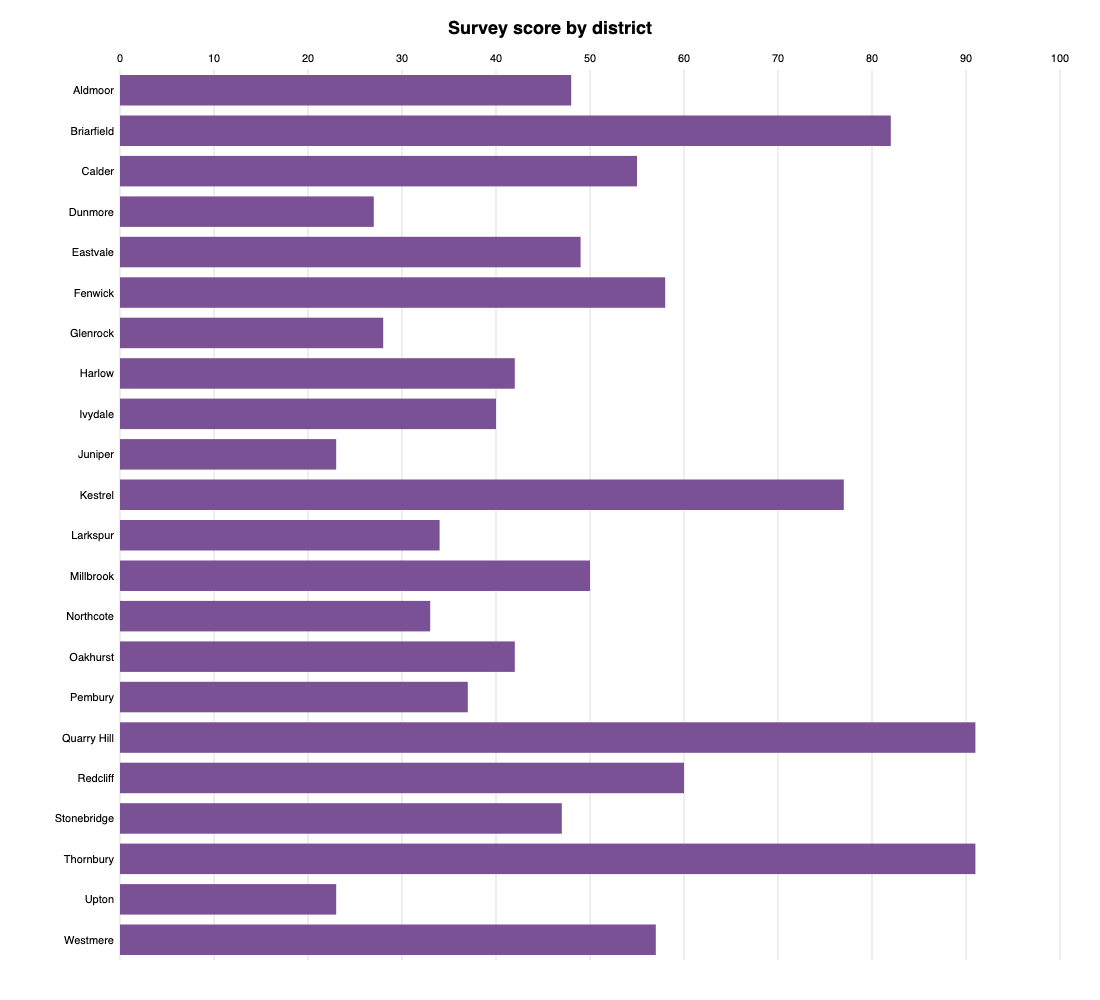 Survey score by district
0 10 20 30 40 50 60 70 80 90 100
Aldmoor
Briarfield
Calder
Dunmore
Eastvale
Fenwick
Glenrock
Harlow
Ivydale
Juniper
Kestrel
Larkspur
Millbrook
Northcote
Oakhurst
Pembury
Quarry Hill
Redcliff
Stonebridge
Thornbury
Upton
Westmere